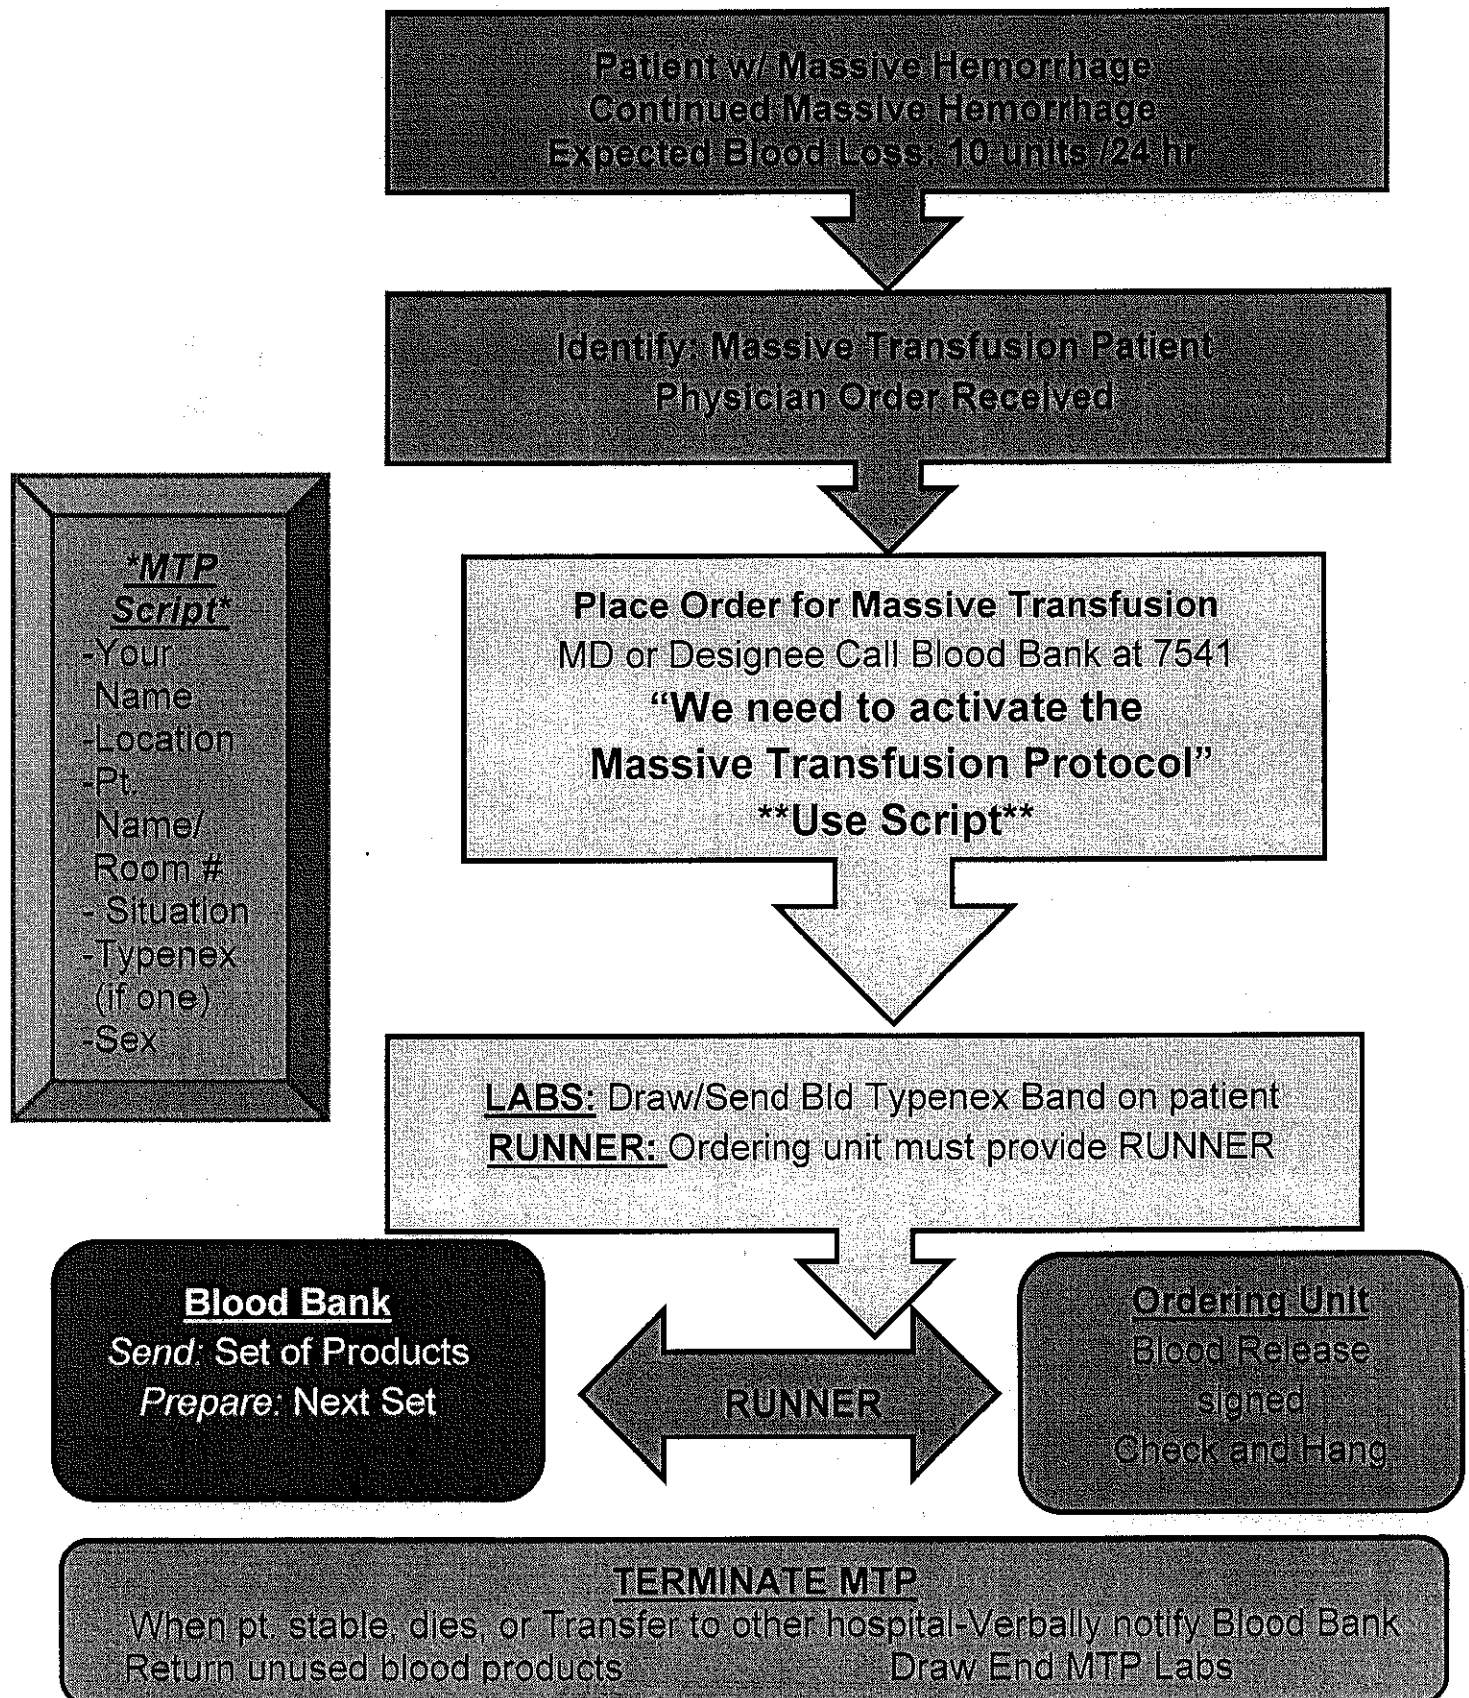 Patient w/ Massive Hemorrhage
Continued Massive Hemorrhage
Expected Blood Loss: 10 units /24 hr
Identify: Massive Transfusion Patient
Physician Order Received
*MTP
Script*
-Your
Name
-Location
-Pt.
Name/
Room #
- Situation
-Typenex
(if one)
-Sex
Place Order for Massive Transfusion
MD or Designee Call Blood Bank at 7541
“We need to activate the
Massive Transfusion Protocol”
**Use Script**
LABS: Draw/Send Bld Typenex Band on patient
RUNNER: Ordering unit must provide RUNNER
Blood Bank
Send: Set of Products
Prepare: Next Set
RUNNER
Ordering Unit
Blood Release
signed
Check and Hang
TERMINATE MTP
When pt. stable, dies, or Transfer to other hospital-Verbally notify Blood Bank
Return unused blood products Draw End MTP Labs